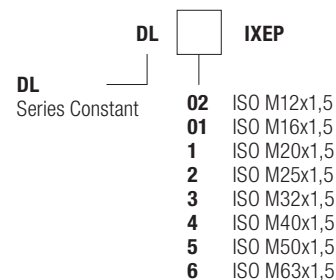 DL IXEP
DL
Series Constant
02 ISO M12x1,5
01 ISO M16x1,5
1 ISO M20x1,5
2 ISO M25x1,5
3 ISO M32x1,5
4 ISO M40x1,5
5 ISO M50x1,5
6 ISO M63x1,5